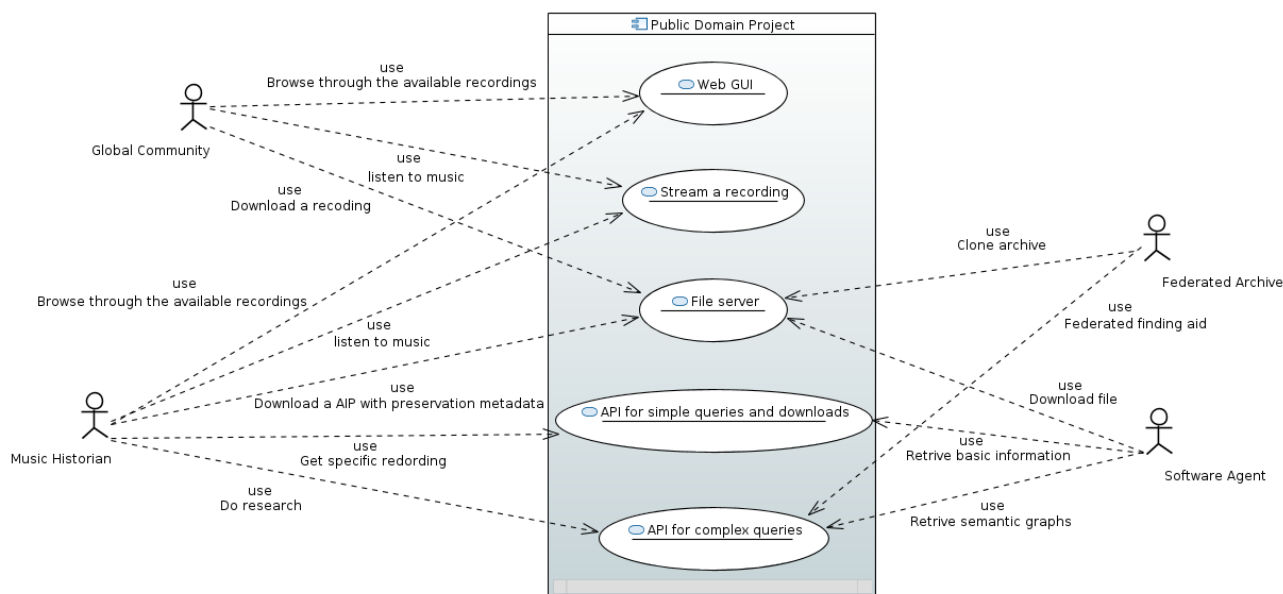 Public Domain Project
use
Browse through the available recordings
Web GUI
Global Community
use
listen to music
Stream a recording
use
Download a recoding
use
Clone archive
Federated Archive
use
Browse through the available recordings
File server
use
Federated finding aid
use
listen to music
use
Download a AIP with preservation metadata
API for simple queries and downloads
use
Download file
Music Historian
use
Get specific redording
use
Retrive basic information
Software Agent
use
Do research
API for complex queries
use
Retrive semantic graphs